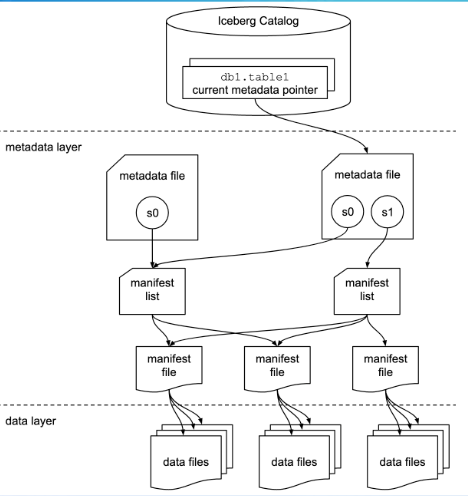 Iceberg Catalog
db1.table1
current metadata pointer
metadata layer
metadata file
s0
metadata file
s0
s1
manifest
list
manifest
list
manifest
file
manifest
file
manifest
file
data layer
data files
data files
data files